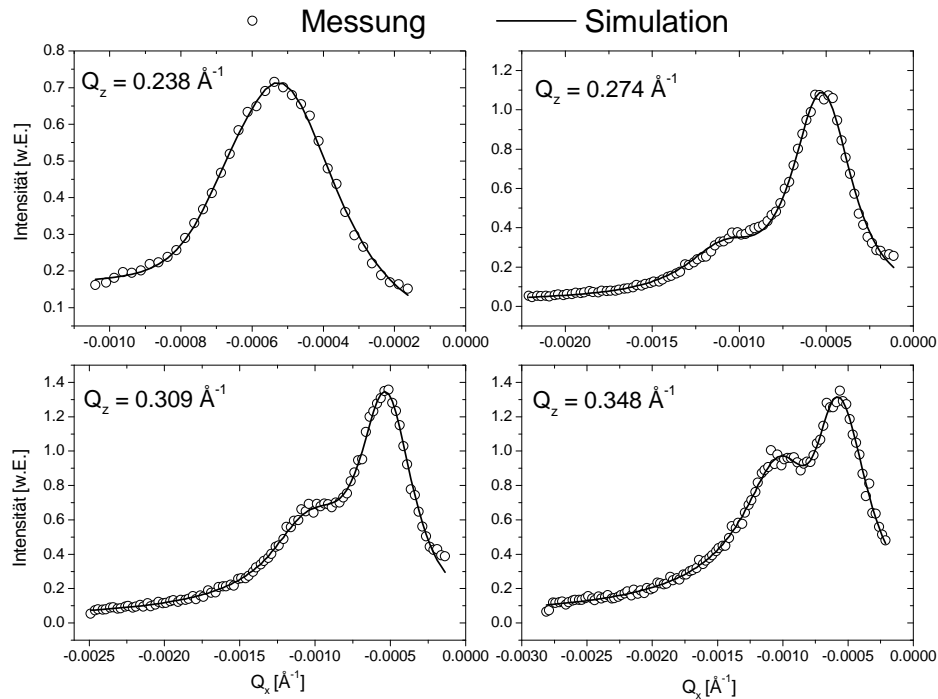 Messung Simulation
Q_z = 0.238 Å^-1
Intensität [w.E.]
0.8
0.7
0.6
0.5
0.4
0.3
0.2
0.1
-0.0010 -0.0008 -0.0006 -0.0004 -0.0002 0.0000
Q_z = 0.274 Å^-1
1.2
1.0
0.8
0.6
0.4
0.2
0.0
-0.0020 -0.0015 -0.0010 -0.0005 0.0000
Q_z = 0.309 Å^-1
Intensität [w.E.]
1.4
1.2
1.0
0.8
0.6
0.4
0.2
0.0
-0.0025 -0.0020 -0.0015 -0.0010 -0.0005 0.0000
Q_x [Å^-1]
Q_z = 0.348 Å^-1
1.4
1.2
1.0
0.8
0.6
0.4
0.2
0.0
-0.0030 -0.0025 -0.0020 -0.0015 -0.0010 -0.0005 0.0000
Q_x [Å^-1]